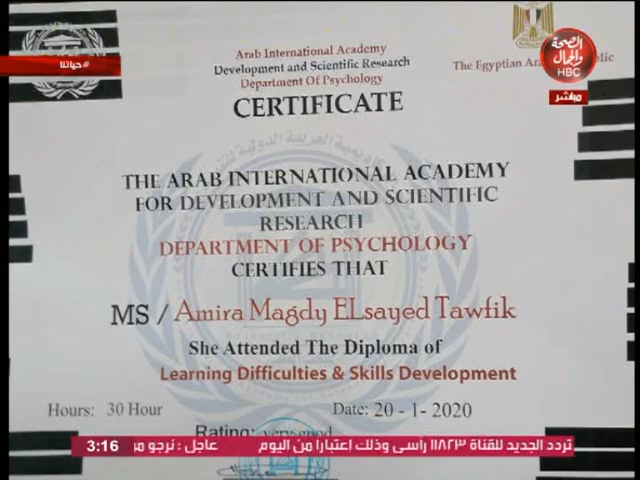 #حياتنا
Arab International Academy
Development and Scientific Research
Department Of Psychology
The Egyptian
الصحة
والجمال
HBC
مباشر
CERTIFICATE
THE ARAB INTERNATIONAL ACADEMY
FOR DEVELOPMENT AND SCIENTIFIC
RESEARCH
DEPARTMENT OF PSYCHOLOGY
CERTIFIES THAT
MS / Amira Magdy ELsayed Tawfik
She Attended The Diploma of
Learning Difficulties & Skills Development
Hours: 30 Hour
Date: 20 - 1- 2020
Rating: very good
3:16
تردد الجديد للقناة ١١٨٢٣ راسى وذلك إعتبارا من اليوم
عاجل : نرجو مر